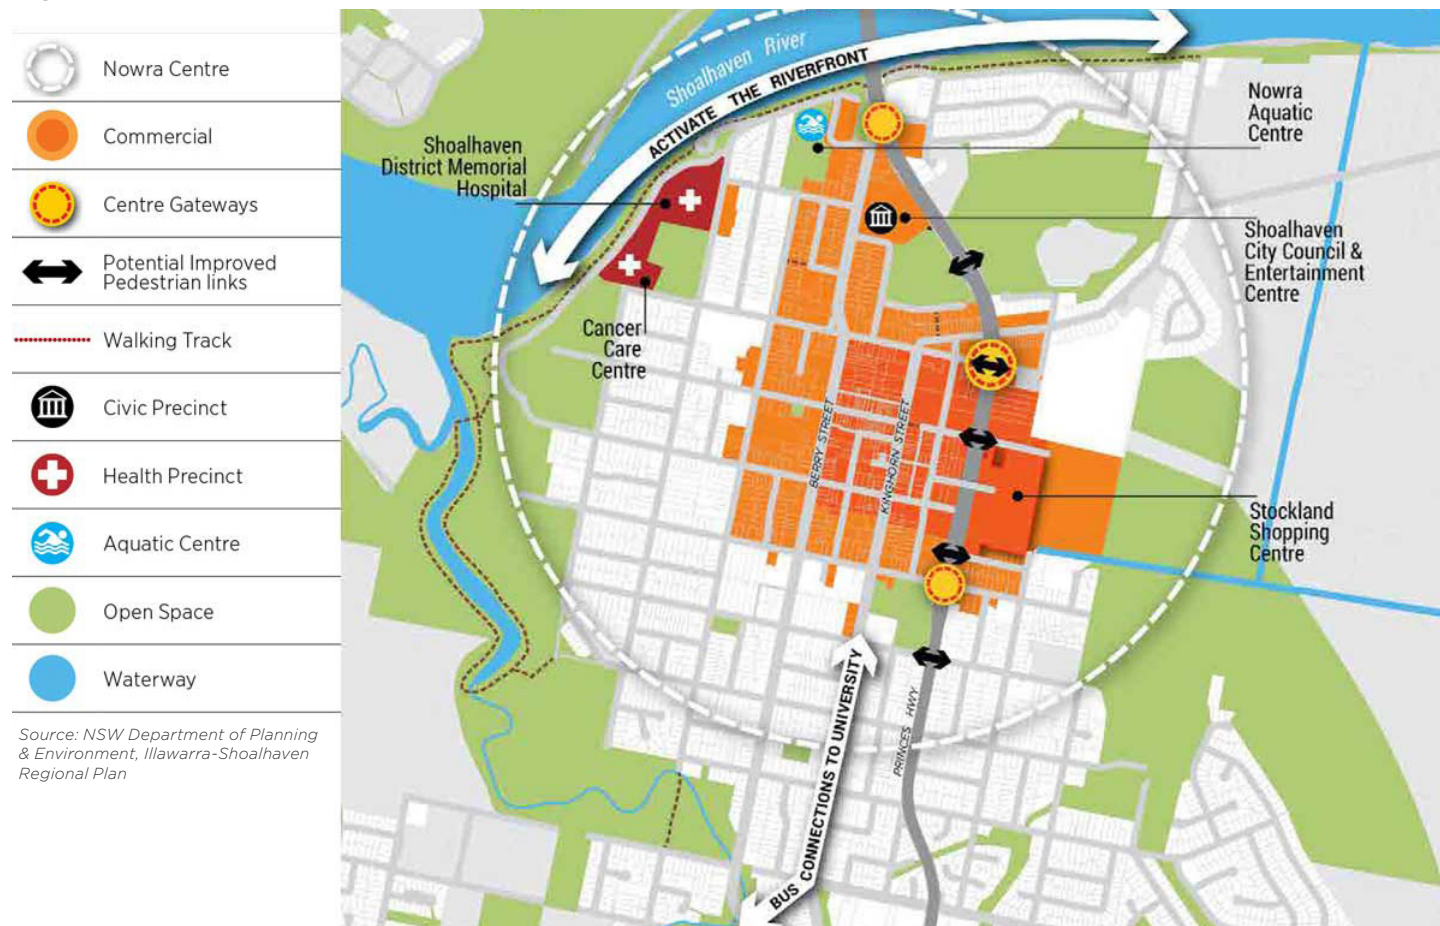 Nowra Centre
Commercial
Centre Gateways
Potential Improved
Pedestrian links
Walking Track
Civic Precinct
Health Precinct
Aquatic Centre
Open Space
Waterway
Source: NSW Department of Planning
& Environment, Illawarra-Shoalhaven
Regional Plan
Shoalhaven River
ACTIVATE THE RIVERFRONT
Nowra
Aquatic
Centre
Shoalhaven
District Memorial
Hospital
Shoalhaven
City Council &
Entertainment
Centre
Cancer
Care
Centre
BERRY STREET
KINGHORN STREET
Stockland
Shopping
Centre
PRINCES HWY
BUS CONNECTIONS TO UNIVERSITY